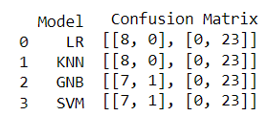 Model Confusion Matrix
0 LR [[8, 0], [0, 23]]
1 KNN [[8, 0], [0, 23]]
2 GNB [[7, 1], [0, 23]]
3 SVM [[7, 1], [0, 23]]